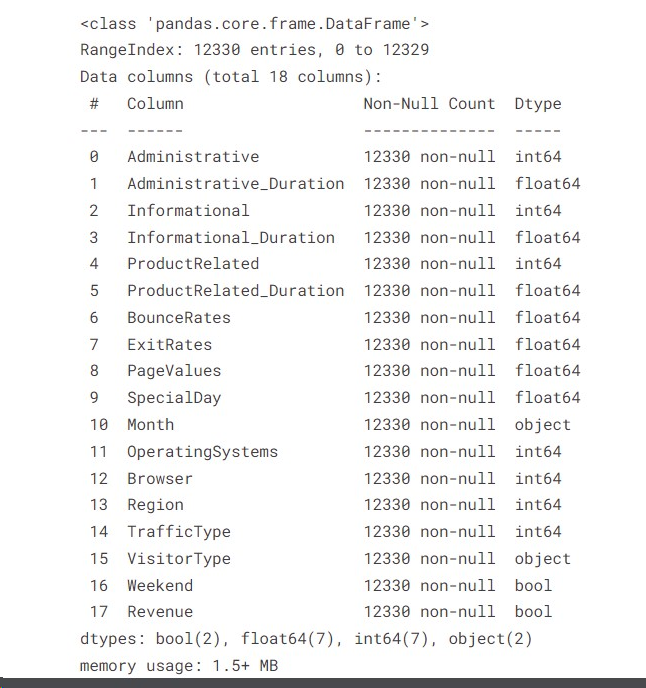 <class 'pandas.core.frame.DataFrame'>
RangeIndex: 12330 entries, 0 to 12329
Data columns (total 18 columns):
 #   Column                   Non-Null Count  Dtype
---  ------                   --------------  -----
 0   Administrative           12330 non-null  int64
 1   Administrative_Duration  12330 non-null  float64
 2   Informational            12330 non-null  int64
 3   Informational_Duration   12330 non-null  float64
 4   ProductRelated           12330 non-null  int64
 5   ProductRelated_Duration  12330 non-null  float64
 6   BounceRates              12330 non-null  float64
 7   ExitRates                12330 non-null  float64
 8   PageValues               12330 non-null  float64
 9   SpecialDay               12330 non-null  float64
 10  Month                    12330 non-null  object
 11  OperatingSystems         12330 non-null  int64
 12  Browser                  12330 non-null  int64
 13  Region                   12330 non-null  int64
 14  TrafficType              12330 non-null  int64
 15  VisitorType              12330 non-null  object
 16  Weekend                  12330 non-null  bool
 17  Revenue                  12330 non-null  bool
dtypes: bool(2), float64(7), int64(7), object(2)
memory usage: 1.5+ MB